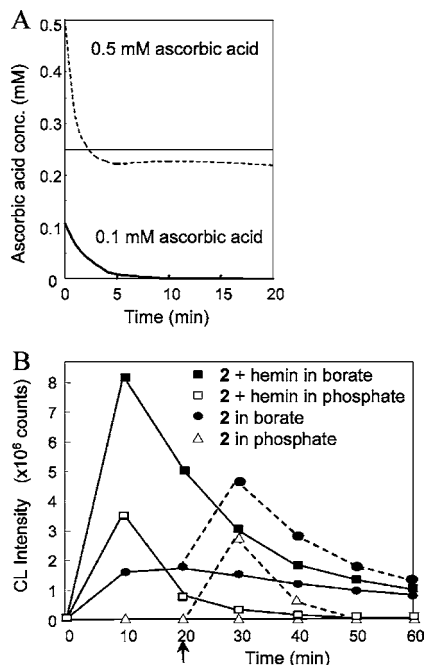 A
0.5
0.5 mM ascorbic acid
0.4
0.3
0.2
0.1 mM ascorbic acid
0.1
0
Ascorbic acid conc. (mM)
0 5 10 15 20
Time (min)
B
8
2 + hemin in borate
7
2 + hemin in phosphate
6
2 in borate
5
2 in phosphate
4
3
2
1
0
CL Intensity (x10⁶ counts)
0 10 20 30 40 50 60
Time (min)